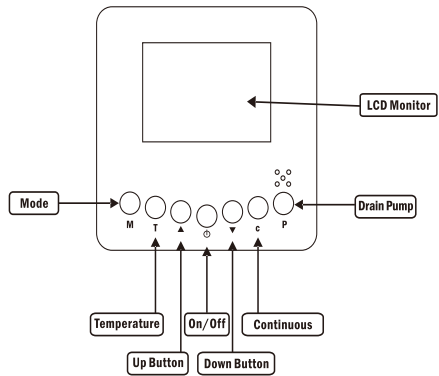 LCD Monitor
Mode
Drain Pump
M
T
c
P
Temperature
On/Off
Continuous
Up Button
Down Button